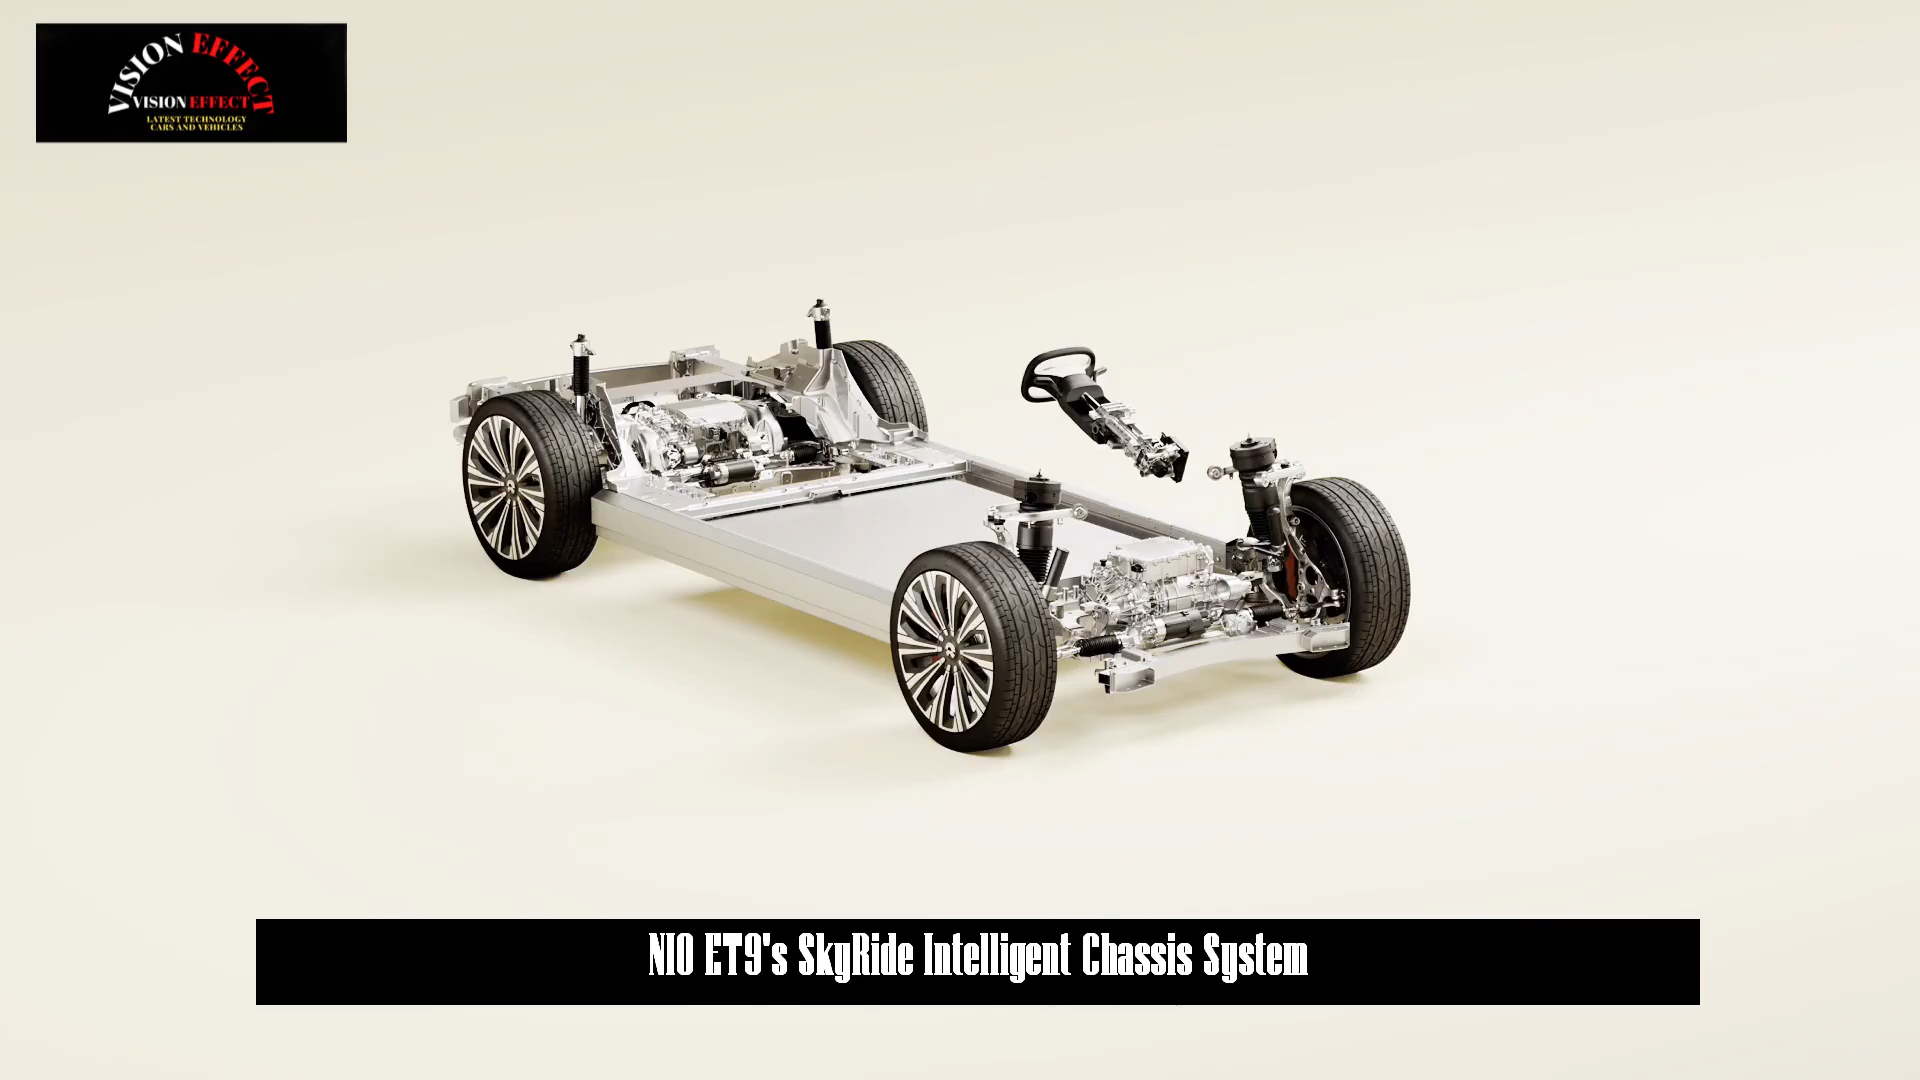 VISION EFFECT
VISION EFFECT
LATEST TECHNOLOGY
CARS AND VEHICLES
NIO ET9's SkyRide Intelligent Chassis System